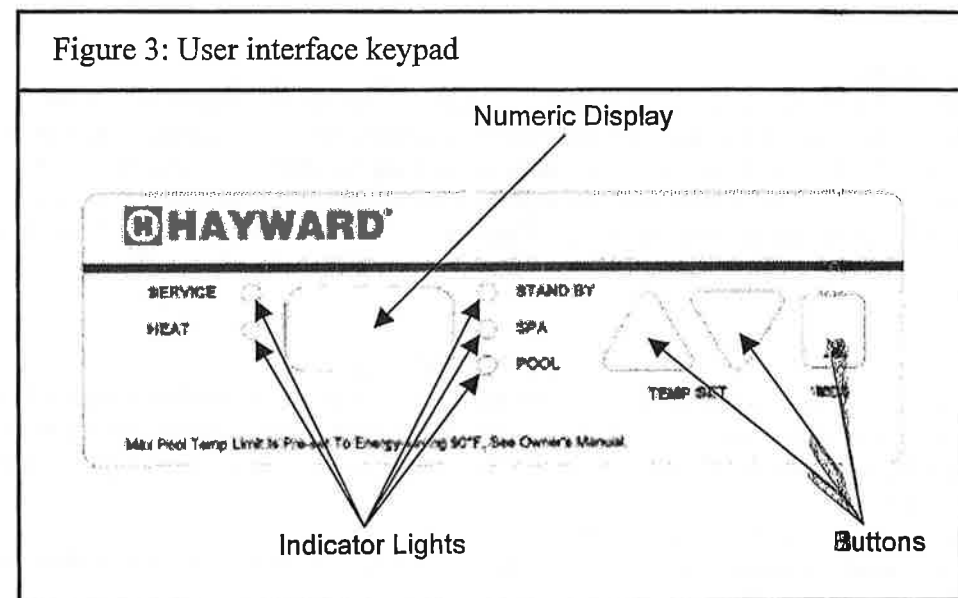 Figure 3: User interface keypad
Numeric Display
HAYWARD
SERVICE
STAND BY
HEAT
SPA
POOL
TEMP SET
Max Pool Temp Limit Is Pre-set To Energy-saving 90°F, See Owner's Manual.
Indicator Lights
Buttons